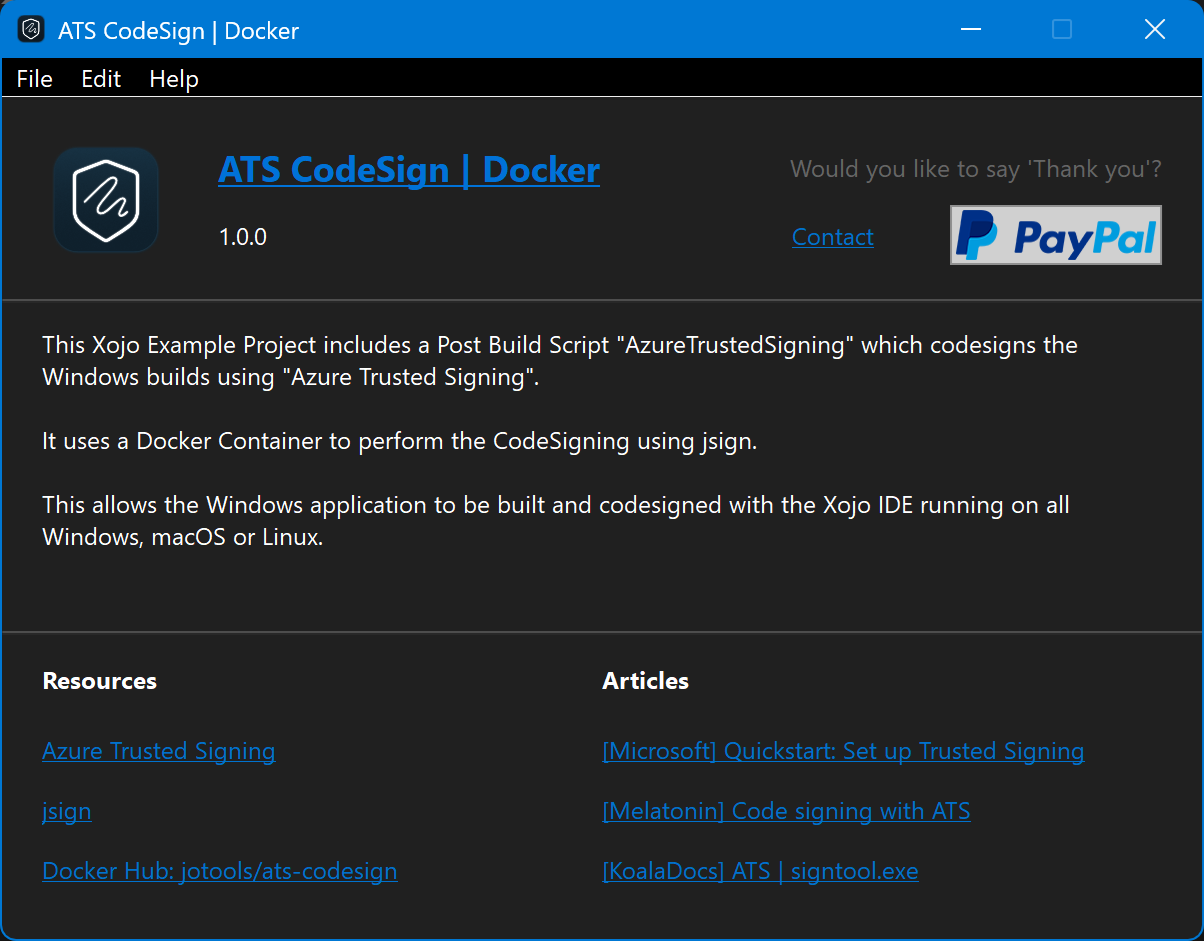 ATS CodeSign | Docker
File Edit Help
ATS CodeSign | Docker
Would you like to say 'Thank you'?
1.0.0
Contact
PayPal
This Xojo Example Project includes a Post Build Script "AzureTrustedSigning" which codesigns the
Windows builds using "Azure Trusted Signing".
It uses a Docker Container to perform the CodeSigning using jsign.
This allows the Windows application to be built and codesigned with the Xojo IDE running on all
Windows, macOS or Linux.
Resources
Azure Trusted Signing
jsign
Docker Hub: jotools/ats-codesign
Articles
[Microsoft] Quickstart: Set up Trusted Signing
[Melatonin] Code signing with ATS
[KoalaDocs] ATS | signtool.exe